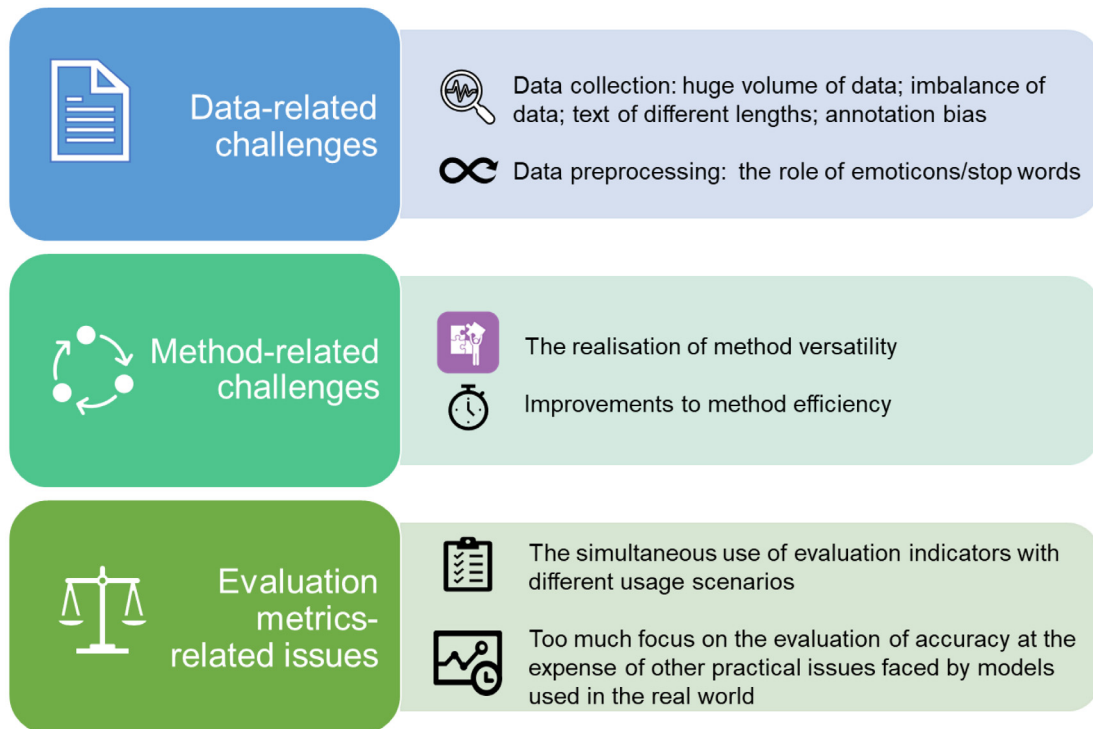 Data-related
challenges
Data collection: huge volume of data; imbalance of
data; text of different lengths; annotation bias
Data preprocessing: the role of emoticons/stop words
Method-related
challenges
The realisation of method versatility
Improvements to method efficiency
Evaluation
metrics-
related issues
The simultaneous use of evaluation indicators with
different usage scenarios
Too much focus on the evaluation of accuracy at the
expense of other practical issues faced by models
used in the real world